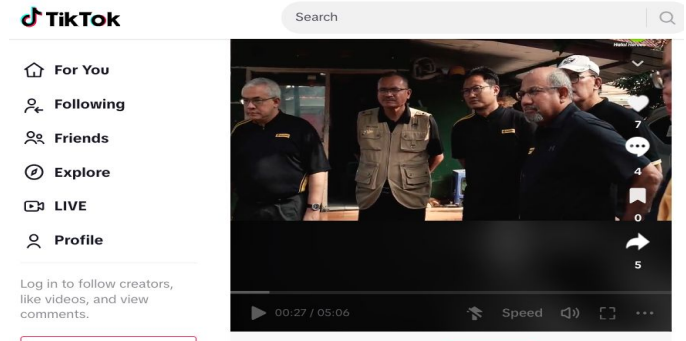 TikTok
Search
For You
Following
Friends
Explore
LIVE
Profile
Log in to follow creators,
like videos, and view
comments.
7
4
0
5
00:27 / 05:06
Speed